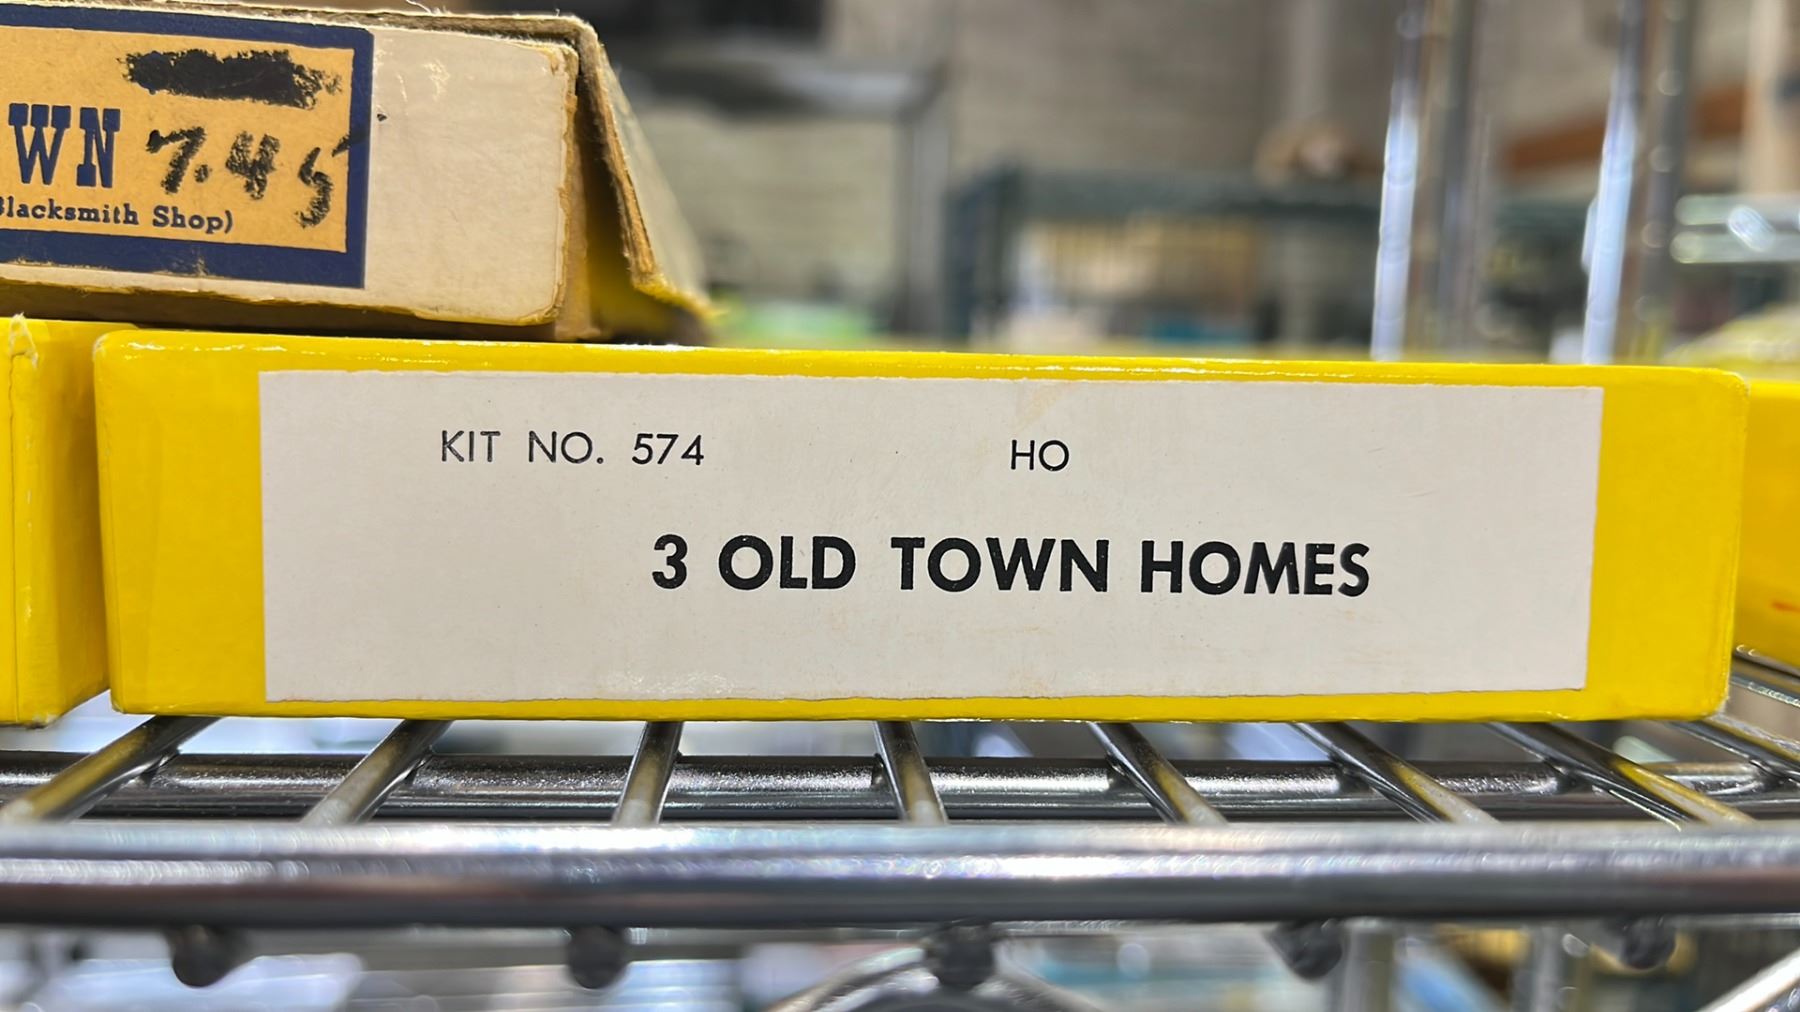 WN 7.45
Blacksmith Shop)
KIT NO. 574 HO
3 OLD TOWN HOMES